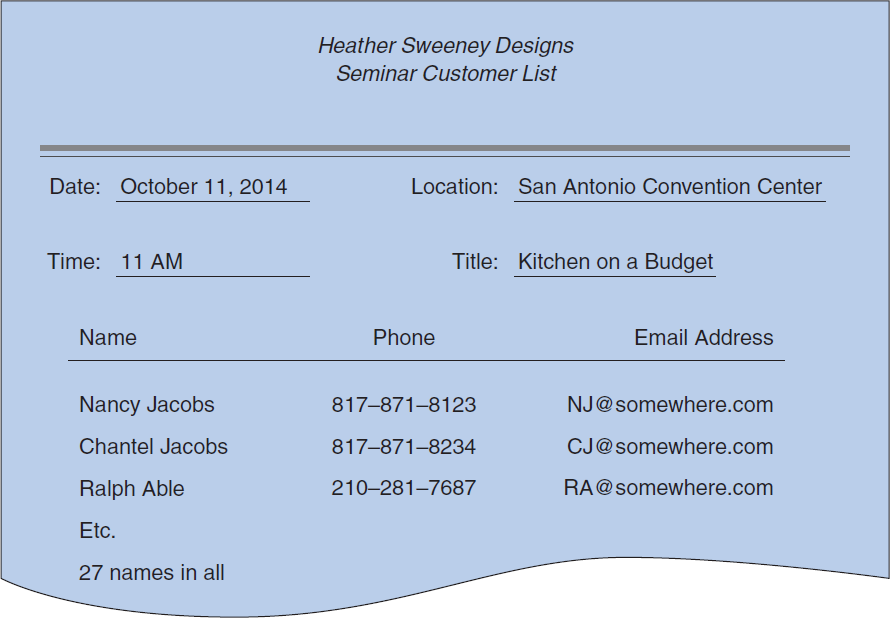 Heather Sweeney Designs
Seminar Customer List
Date: October 11, 2014 Location: San Antonio Convention Center
Time: 11 AM Title: Kitchen on a Budget
Name Phone Email Address
Nancy Jacobs 817–871–8123 NJ@somewhere.com
Chantel Jacobs 817–871–8234 CJ@somewhere.com
Ralph Able 210–281–7687 RA@somewhere.com
Etc.
27 names in all